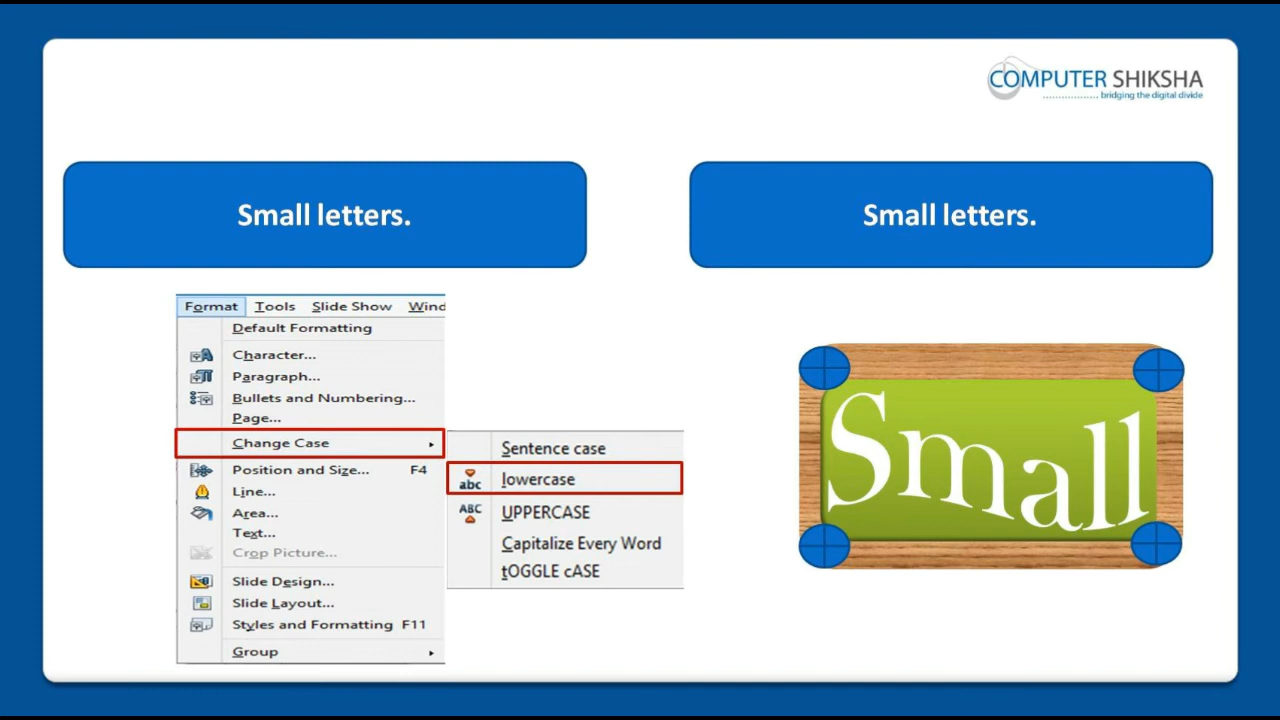 COMPUTER SHIKSHA
bridging the digital divide
Small letters.
Small letters.
Format Tools Slide Show Wind
Default Formatting
Character...
Paragraph...
Bullets and Numbering...
Page...
Change Case
Position and Size... F4
Line...
Area...
Text...
Crop Picture...
Slide Design...
Slide Layout...
Styles and Formatting F11
Group
Sentence case
abc lowercase
ABC UPPERCASE
Capitalize Every Word
tOGGLE cASE
Small